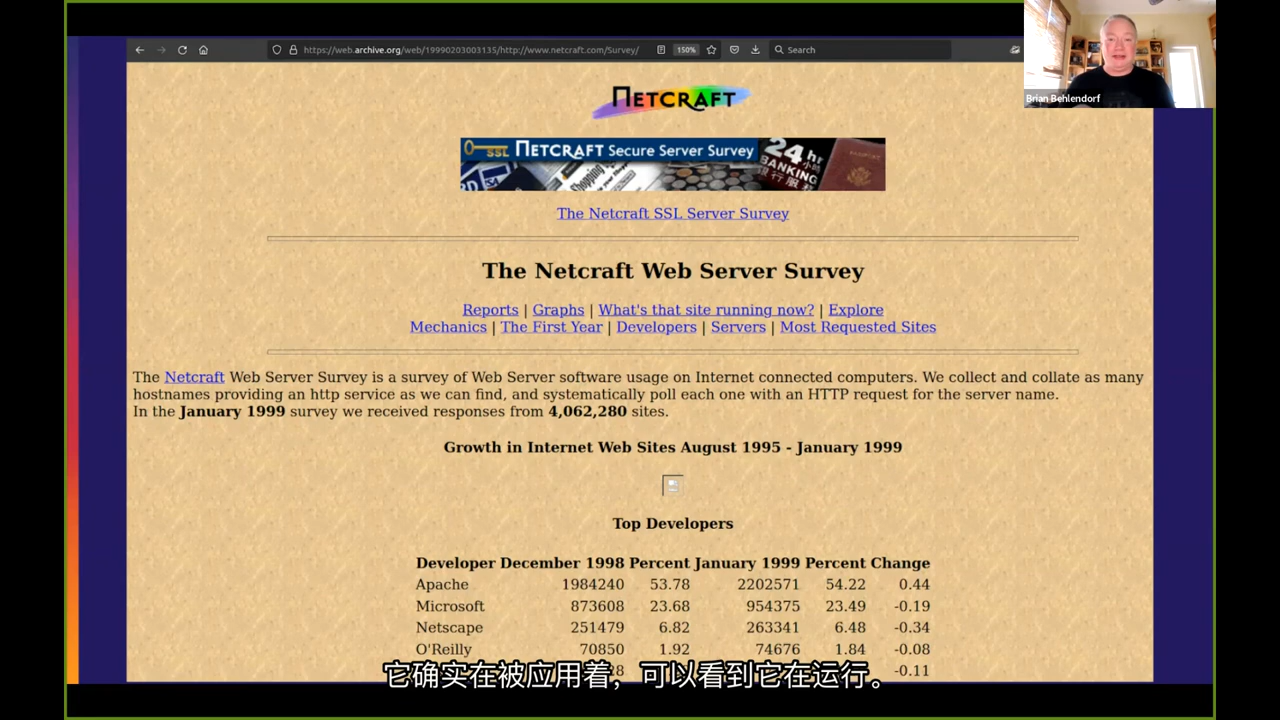 https://web.archive.org/web/19990203003135/http://www.netcraft.com/Survey/
150%
Search
Brian Behlendorf
NETCRAFT
SSL NETCRAFT Secure Server Survey
24 hr
小时
BANKING
银行服
PASSPORT
Shopping
The Netcraft SSL Server Survey
The Netcraft Web Server Survey
Reports | Graphs | What's that site running now? | Explore
Mechanics | The First Year | Developers | Servers | Most Requested Sites
The Netcraft Web Server Survey is a survey of Web Server software usage on Internet connected computers. We collect and collate as many
hostnames providing an http service as we can find, and systematically poll each one with an HTTP request for the server name.
In the January 1999 survey we received responses from 4,062,280 sites.
Growth in Internet Web Sites August 1995 - January 1999
Top Developers
Developer December 1998 Percent January 1999 Percent Change
Apache 1984240 53.78 2202571 54.22 0.44
Microsoft 873608 23.68 954375 23.49 -0.19
Netscape 251479 6.82 263341 6.48 -0.34
O'Reilly 70850 1.92 74676 1.84 -0.08
-0.11
它确实在被应用着，可以看到它在运行。